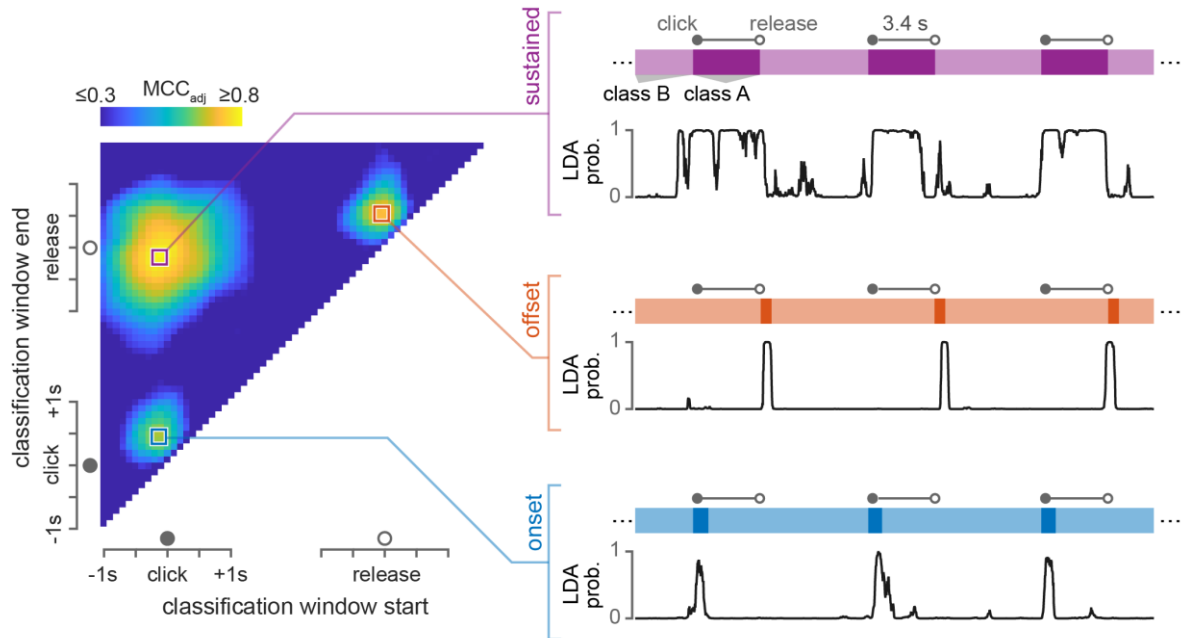 ≤0.3 MCCadj ≥0.8
classification window end
release
+1s
click
-1s
-1s click +1s
release
classification window start
sustained
click release 3.4 s
... ...
class B class A
LDA
prob.
1
0
offset
... ...
LDA
prob.
1
0
onset
... ...
LDA
prob.
1
0